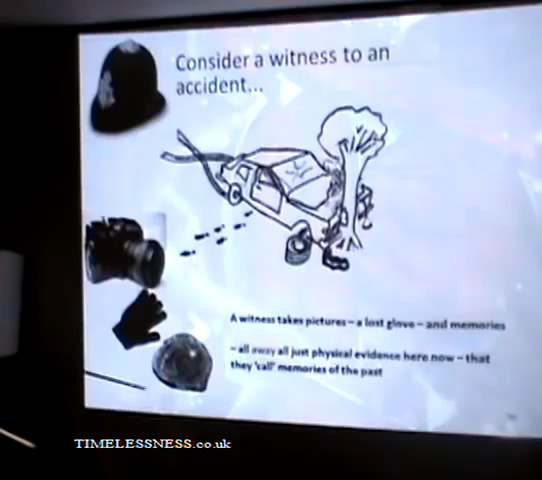 Consider a witness to an
accident...
A witness takes pictures – a lost glove – and memories
– all away all just physical evidence here now – that
they 'call' memories of the past
TIMELESSNESS.co.uk